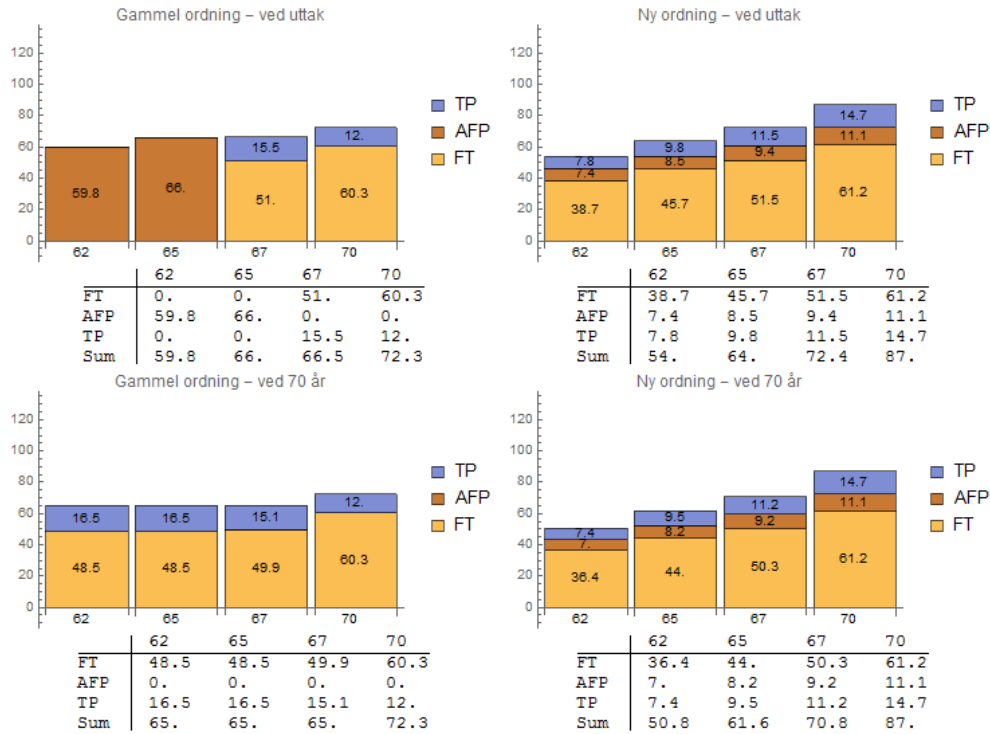 Gammel ordning – ved uttak
120
100
80
60
40
20
0
59.8
66.
15.5
51.
12.
60.3
62 65 67 70
TP
AFP
FT
62 65 67 70
FT 0. 0. 51. 60.3
AFP 59.8 66. 0. 0.
TP 0. 0. 15.5 12.
Sum 59.8 66. 66.5 72.3
Ny ordning – ved uttak
120
100
80
60
40
20
0
7.8
7.4
38.7
9.8
8.5
45.7
11.5
9.4
51.5
14.7
11.1
61.2
62 65 67 70
TP
AFP
FT
62 65 67 70
FT 38.7 45.7 51.5 61.2
AFP 7.4 8.5 9.4 11.1
TP 7.8 9.8 11.5 14.7
Sum 54. 64. 72.4 87.
Gammel ordning – ved 70 år
120
100
80
60
40
20
0
16.5
48.5
16.5
48.5
15.1
49.9
12.
60.3
62 65 67 70
TP
AFP
FT
62 65 67 70
FT 48.5 48.5 49.9 60.3
AFP 0. 0. 0. 0.
TP 16.5 16.5 15.1 12.
Sum 65. 65. 65. 72.3
Ny ordning – ved 70 år
120
100
80
60
40
20
0
7.4
7.
36.4
9.5
8.2
44.
11.2
9.2
50.3
14.7
11.1
61.2
62 65 67 70
TP
AFP
FT
62 65 67 70
FT 36.4 44. 50.3 61.2
AFP 7. 8.2 9.2 11.1
TP 7.4 9.5 11.2 14.7
Sum 50.8 61.6 70.8 87.